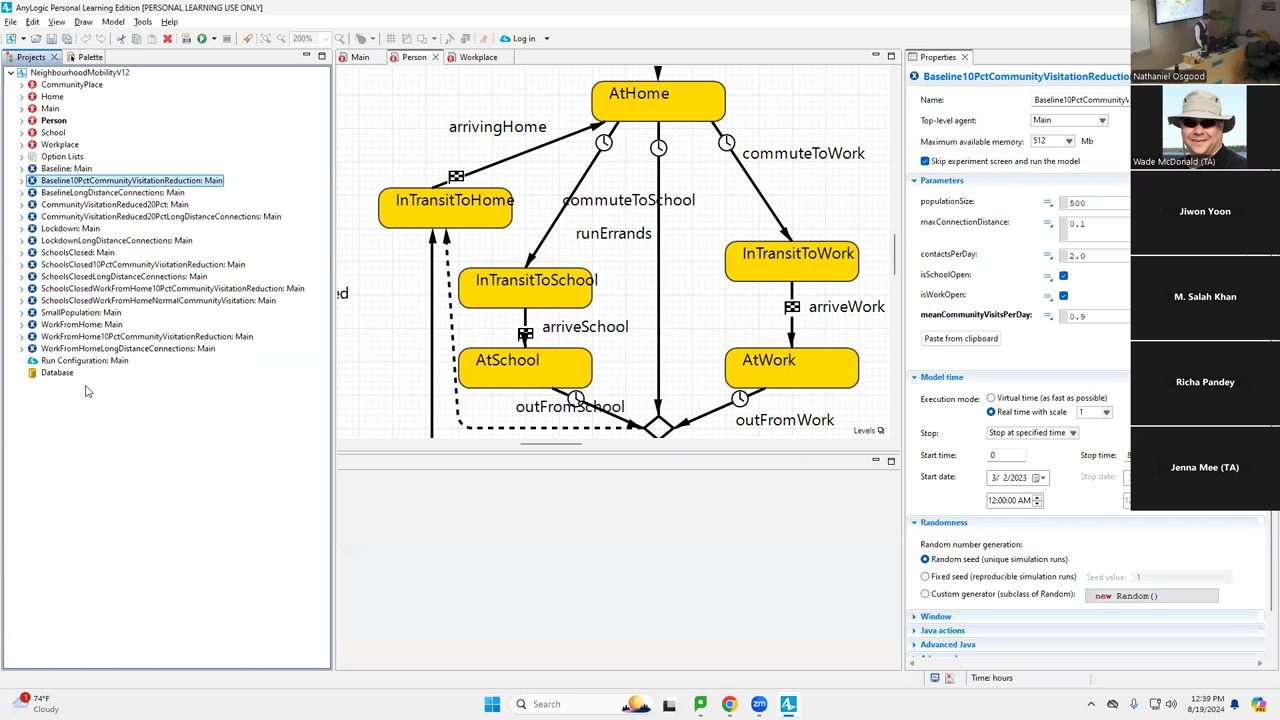 AnyLogic Personal Learning Edition [PERSONAL LEARNING USE ONLY]
File Edit View Draw Model Tools Help
200%
Log in
Projects
Palette
NeighbourhoodMobilityV12
CommunityPlace
Home
Main
Person
School
Workplace
Option Lists
Baseline: Main
Baseline10PctCommunityVisitationReduction: Main
BaselineLongDistanceConnections: Main
CommunityVisitationReduced20Pct: Main
CommunityVisitationReduced20PctLongDistanceConnections: Main
Lockdown: Main
LockdownLongDistanceConnections: Main
SchoolsClosed: Main
SchoolsClosed10PctCommunityVisitationReduction: Main
SchoolsClosedLongDistanceConnections: Main
SchoolsClosedWorkFromHome10PctCommunityVisitationReduction: Main
SchoolsClosedWorkFromHomeNormalCommunityVisitation: Main
SmallPopulation: Main
WorkFromHome: Main
WorkFromHome10PctCommunityVisitationReduction: Main
WorkFromHomeLongDistanceConnections: Main
Run Configuration: Main
Database
Main
Person
Workplace
AtHome
arrivingHome
commuteToWork
InTransitToHome
commuteToSchool
runErrands
InTransitToWork
InTransitToSchool
ed
arriveWork
arriveSchool
AtSchool
AtWork
outFromSchool
outFromWork
Levels
Properties
Baseline10PctCommunityVisitationReduction
Name:
Baseline10PctCommunityV
Top-level agent:
Main
Maximum available memory:
512
Mb
Skip experiment screen and run the model
Parameters
populationSize:
500
maxConnectionDistance:
0.1
contactsPerDay:
2.0
isSchoolOpen:
isWorkOpen:
meanCommunityVisitsPerDay:
0.9
Paste from clipboard
Model time
Execution mode:
Virtual time (as fast as possible)
Real time with scale
1
Stop:
Stop at specified time
Start time:
0
Stop time:
8
Start date:
3/ 2/2023
Stop date:
12:00:00 AM
Randomness
Random number generation:
Random seed (unique simulation runs)
Fixed seed (reproducible simulation runs)
Seed value:
1
Custom generator (subclass of Random):
new Random()
Window
Java actions
Advanced Java
Time: hours
Nathaniel Osgood
Wade McDonald (TA)
Jiwon Yoon
M. Salah Khan
Richa Pandey
Jenna Mee (TA)
1
74°F
Cloudy
Search
zm
12:39 PM
8/19/2024